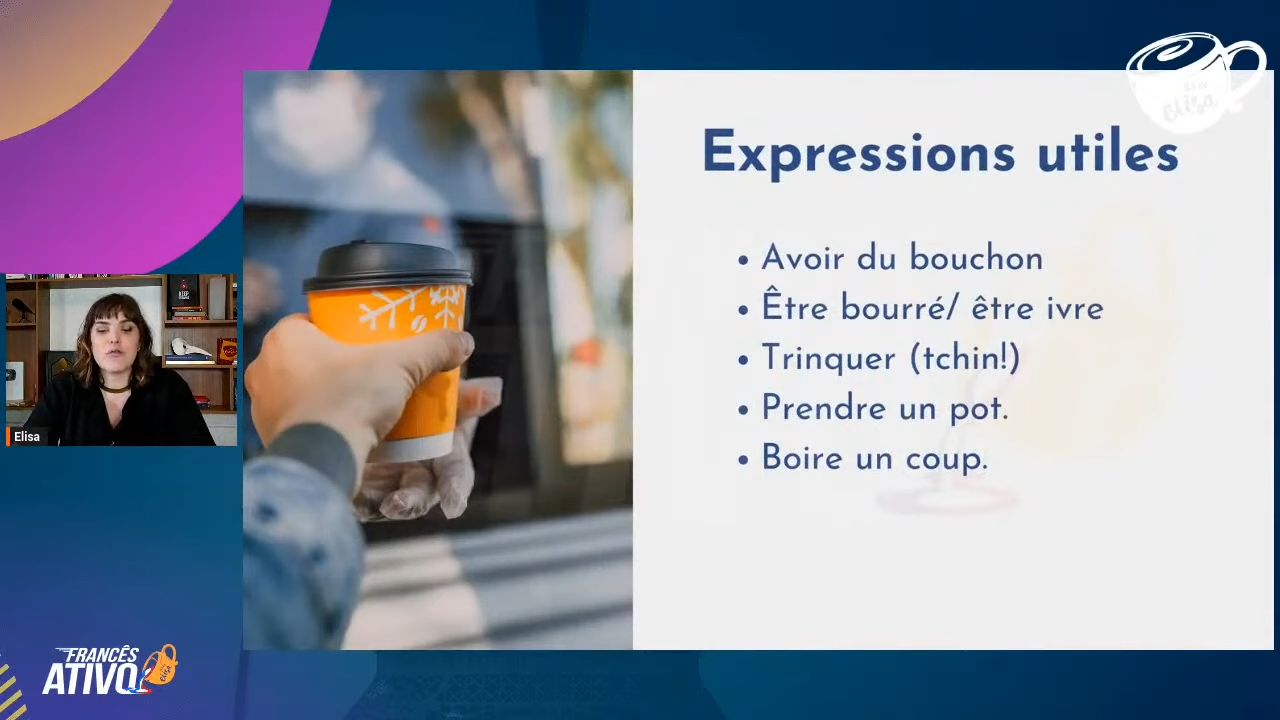 Expressions utiles
• Avoir du bouchon
• Être bourré/ être ivre
• Trinquer (tchin!)
• Prendre un pot.
• Boire un coup.
Elisa
FRANCÊS
ATIVO
elisa